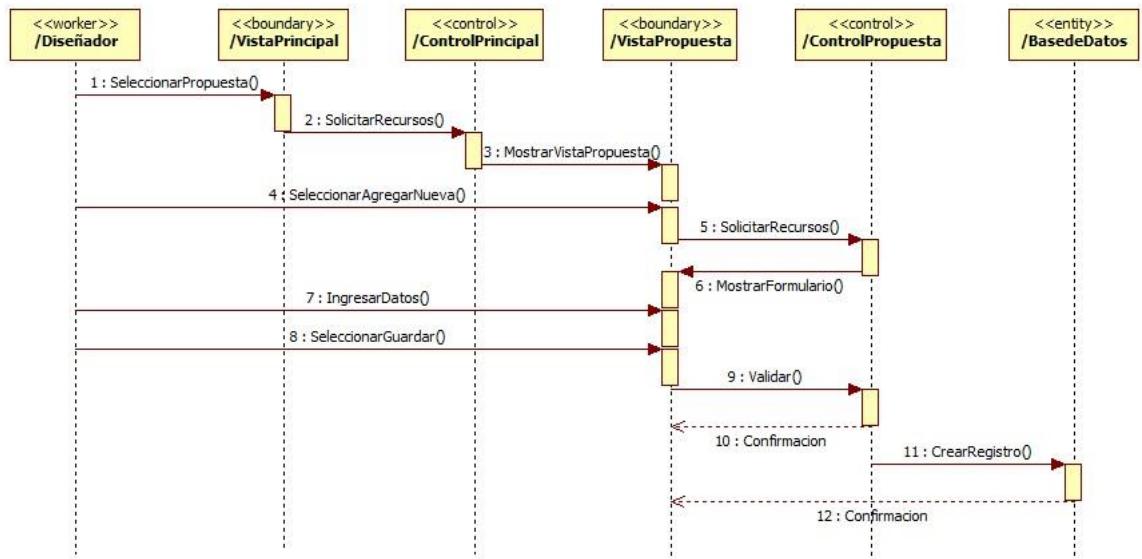 <<worker>>
/Diseñador
<<boundary>>
/VistaPrincipal
<<control>>
/ControlPrincipal
<<boundary>>
/VistaPropuesta
<<control>>
/ControlPropuesta
<<entity>>
/BasedeDatos
1 : SeleccionarPropuesta()
2 : SolicitarRecursos()
3 : MostrarVistaPropuesta()
4 : SeleccionarAgregarNueva()
5 : SolicitarRecursos()
6 : MostrarFormulario()
7 : IngresarDatos()
8 : SeleccionarGuardar()
9 : Validar()
10 : Confirmacion
11 : CrearRegistro()
12 : Confirmacion